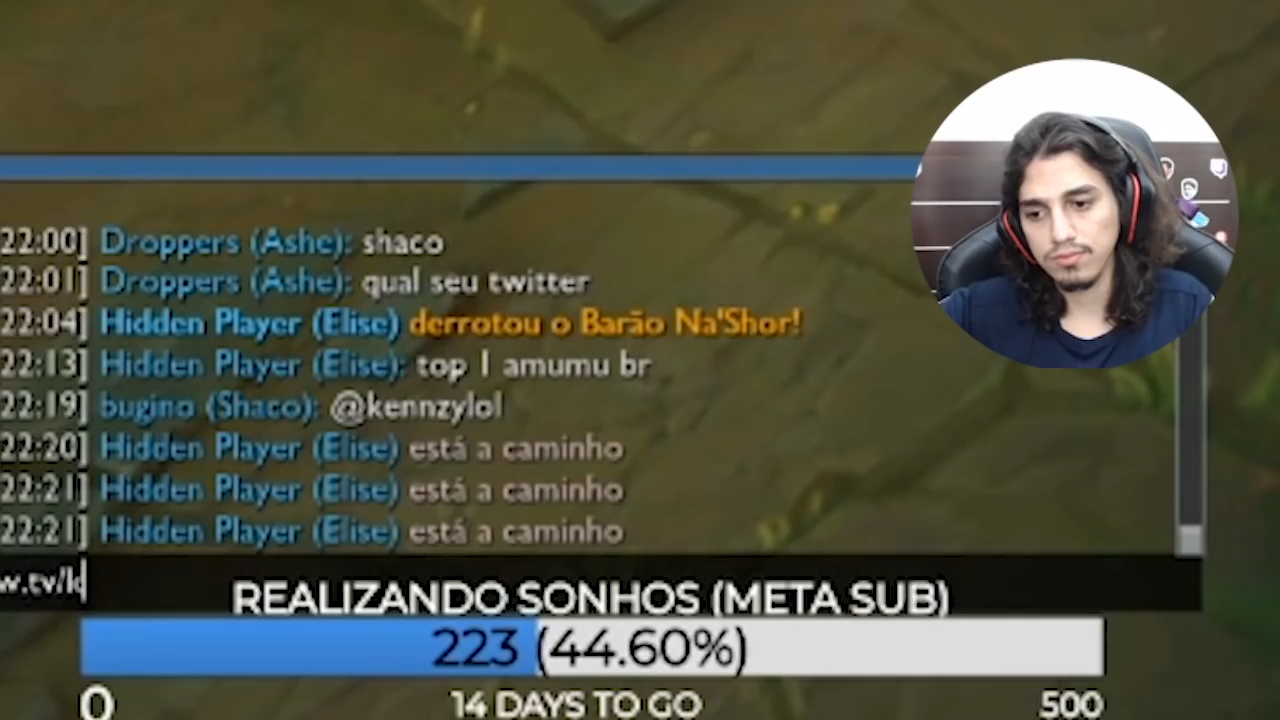 22:00] Droppers (Ashe): shaco
22:01] Droppers (Ashe): qual seu twitter
22:04] Hidden Player (Elise) derrotou o Barão Na'Shor!
22:13] Hidden Player (Elise): top 1 amumu br
22:19] bugino (Shaco): @kennzylol
22:20] Hidden Player (Elise) está a caminho
22:21] Hidden Player (Elise) está a caminho
22:21] Hidden Player (Elise) está a caminho
w.tv/k
REALIZANDO SONHOS (META SUB)
223 (44.60%)
0 14 DAYS TO GO 500